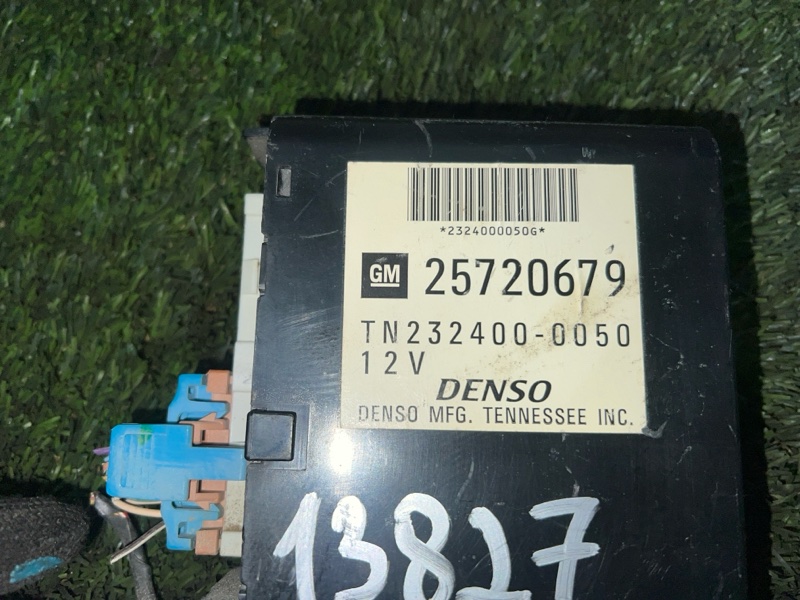 *2324000050G*
GM 25720679
TN232400-0050
12V
DENSO
DENSO MFG. TENNESSEE INC.
13827